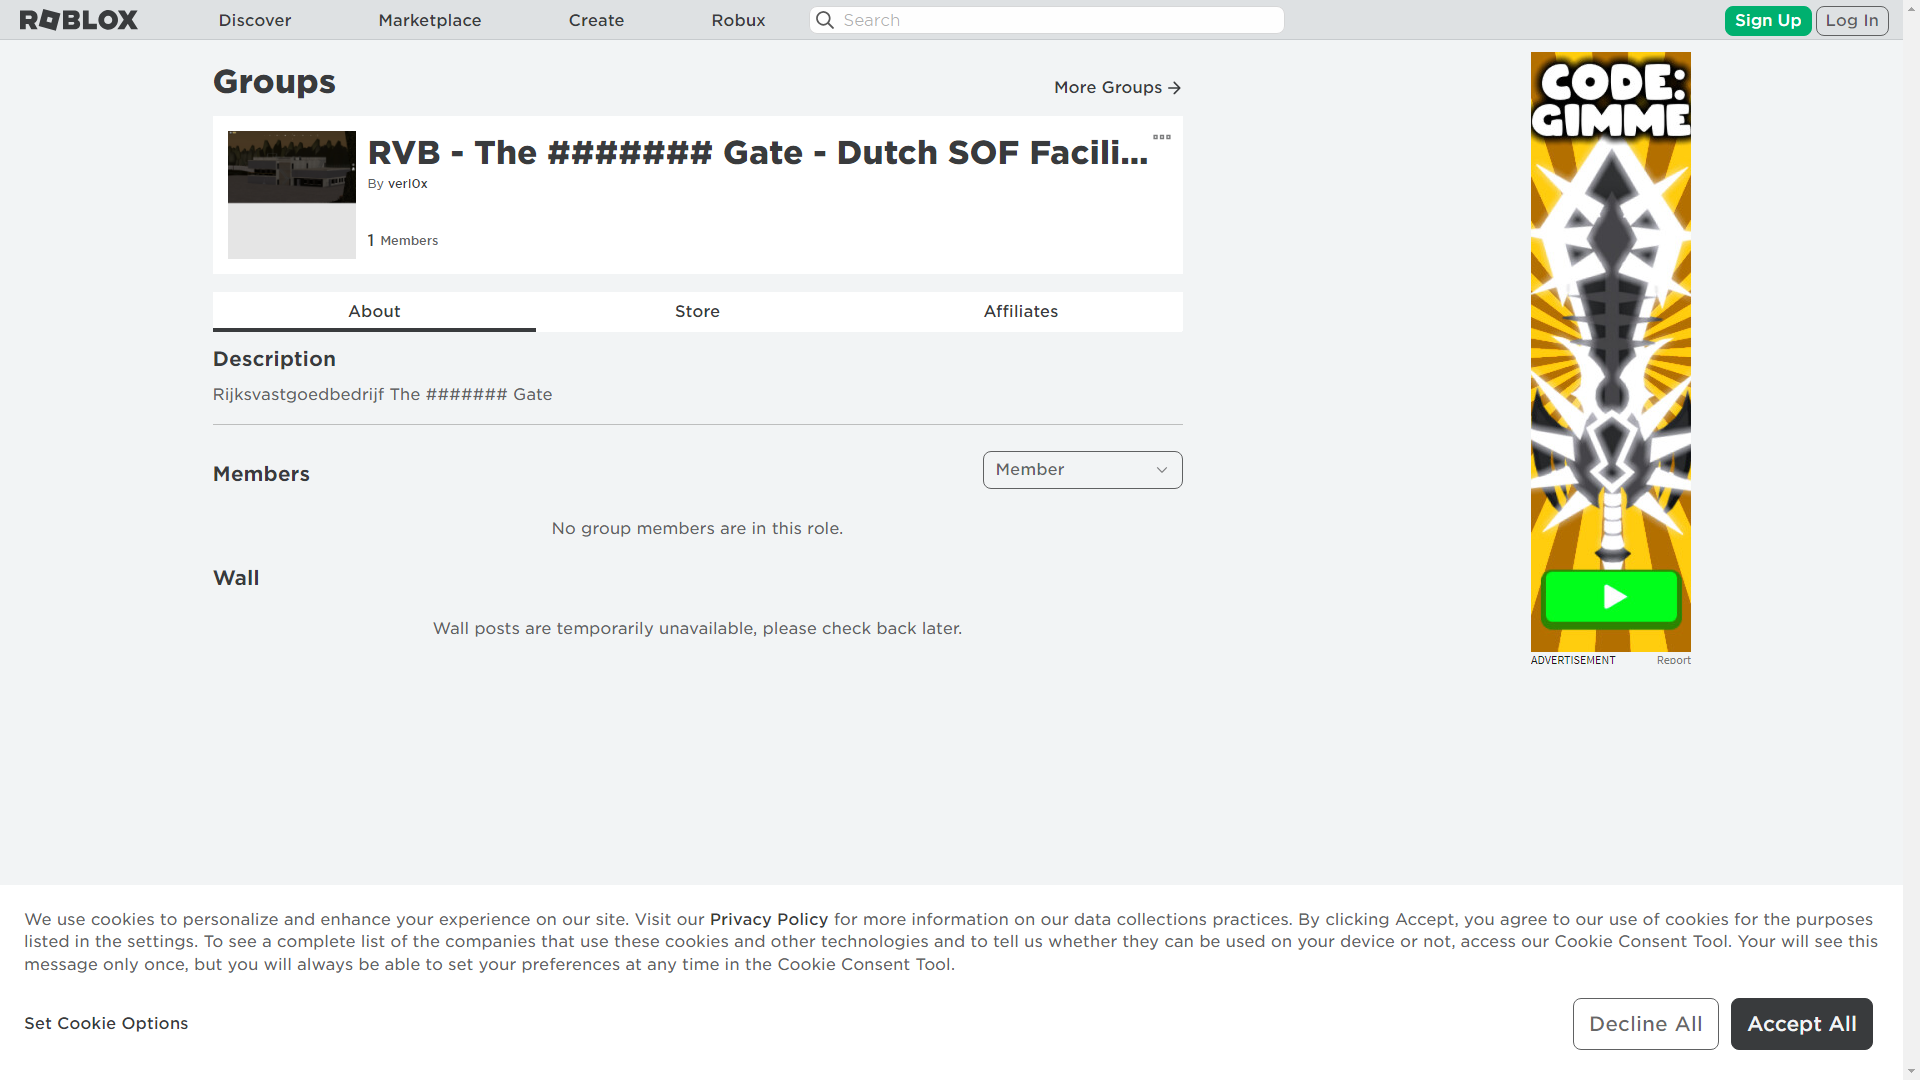 ROBLOX
Discover
Marketplace
Create
Robux
Search
Sign Up
Log In
Groups
More Groups
RVB - The ####### Gate - Dutch SOF Facili...
By verl0x
1 Members
About
Store
Affiliates
Description
Rijksvastgoedbedrijf The ####### Gate
Members
Member
No group members are in this role.
Wall
Wall posts are temporarily unavailable, please check back later.
CODE:
GIMME
ADVERTISEMENT
Report
We use cookies to personalize and enhance your experience on our site. Visit our Privacy Policy for more information on our data collections practices. By clicking Accept, you agree to our use of cookies for the purposes
listed in the settings. To see a complete list of the companies that use these cookies and other technologies and to tell us whether they can be used on your device or not, access our Cookie Consent Tool. Your will see this
message only once, but you will always be able to set your preferences at any time in the Cookie Consent Tool.
Set Cookie Options
Decline All
Accept All